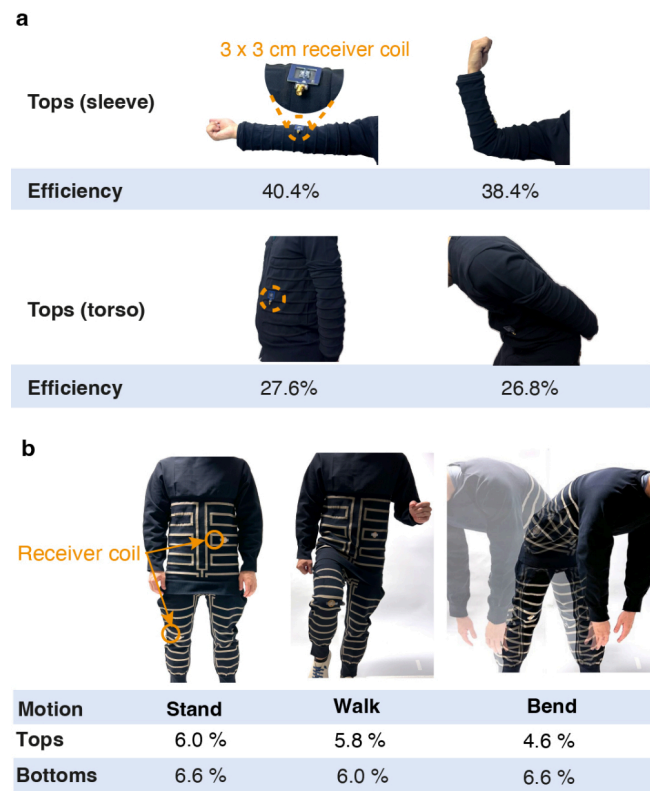 a
3 x 3 cm receiver coil
Tops (sleeve)
Efficiency 40.4% 38.4%
Tops (torso)
Efficiency 27.6% 26.8%
b
Receiver coil
Motion Stand Walk Bend
Tops 6.0 % 5.8 % 4.6 %
Bottoms 6.6 % 6.0 % 6.6 %